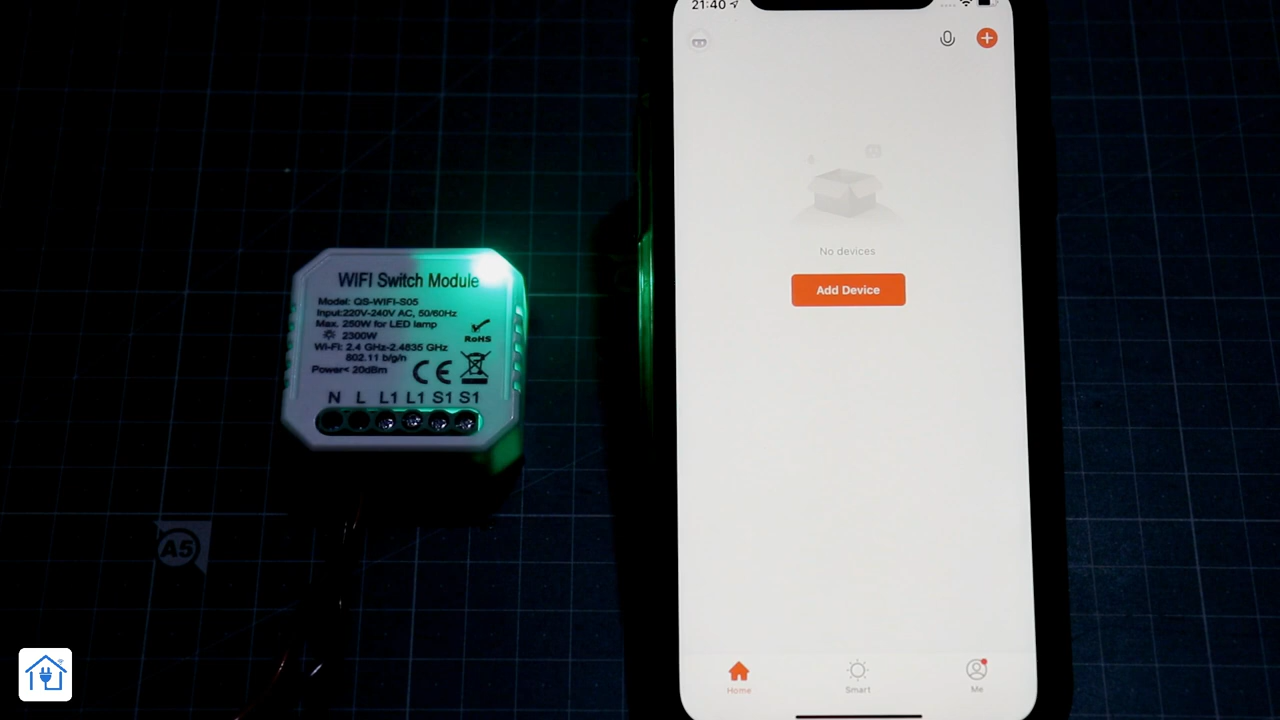 WIFI Switch Module
Model: QS-WIFI-S05
Input:220V-240V AC, 50/60Hz
Max. 250W for LED lamp
2300W
Wi-Fi: 2.4 GHz-2.4835 GHz
802.11 b/g/n
Power< 20dBm
RoHS
CE
N L L1 L1 S1 S1
A5
21:40
No devices
Add Device
Home Smart Me